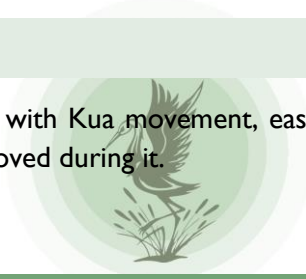 with Kua movement, eas
oved during it.